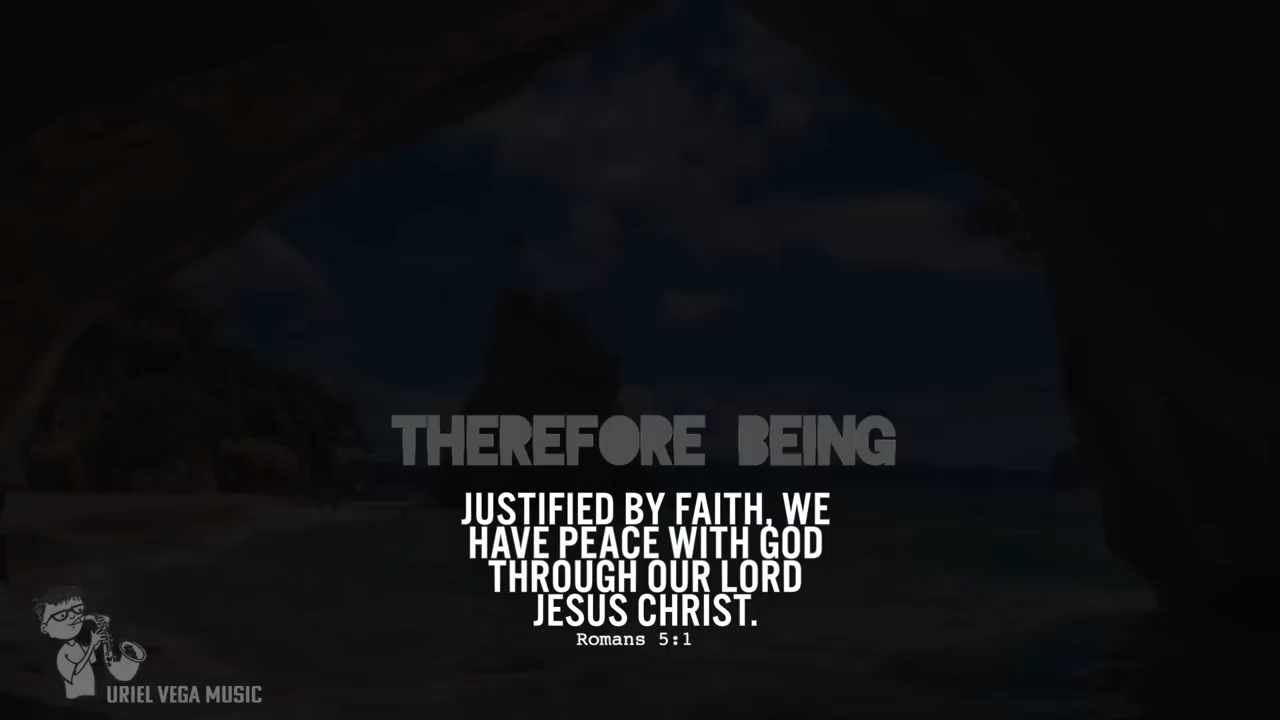 THEREFORE BEING
JUSTIFIED BY FAITH, WE
HAVE PEACE WITH GOD
THROUGH OUR LORD
JESUS CHRIST.
Romans 5:1
URIEL VEGA MUSIC